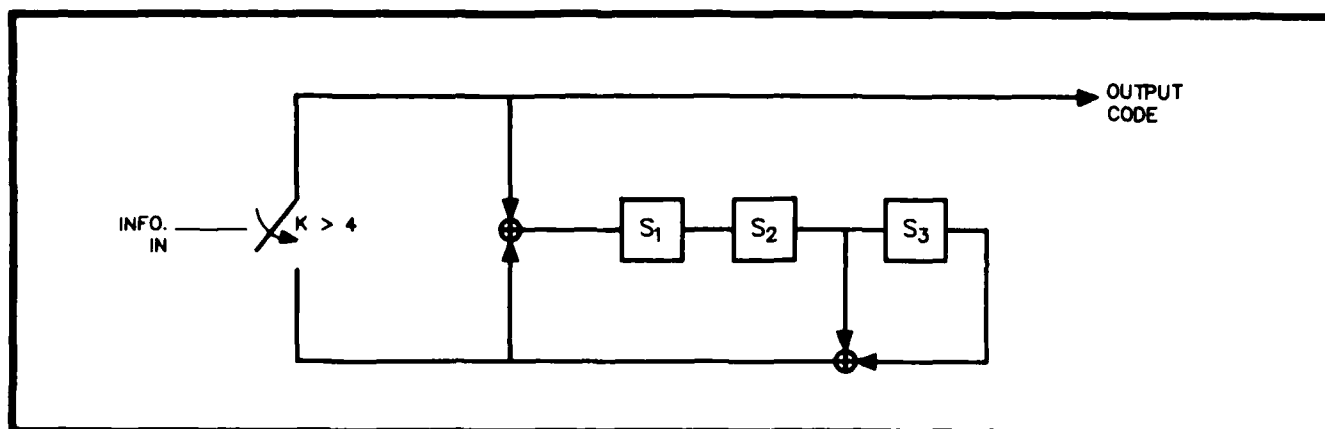 OUTPUT
CODE
INFO.
IN
K > 4
S1
S2
S3